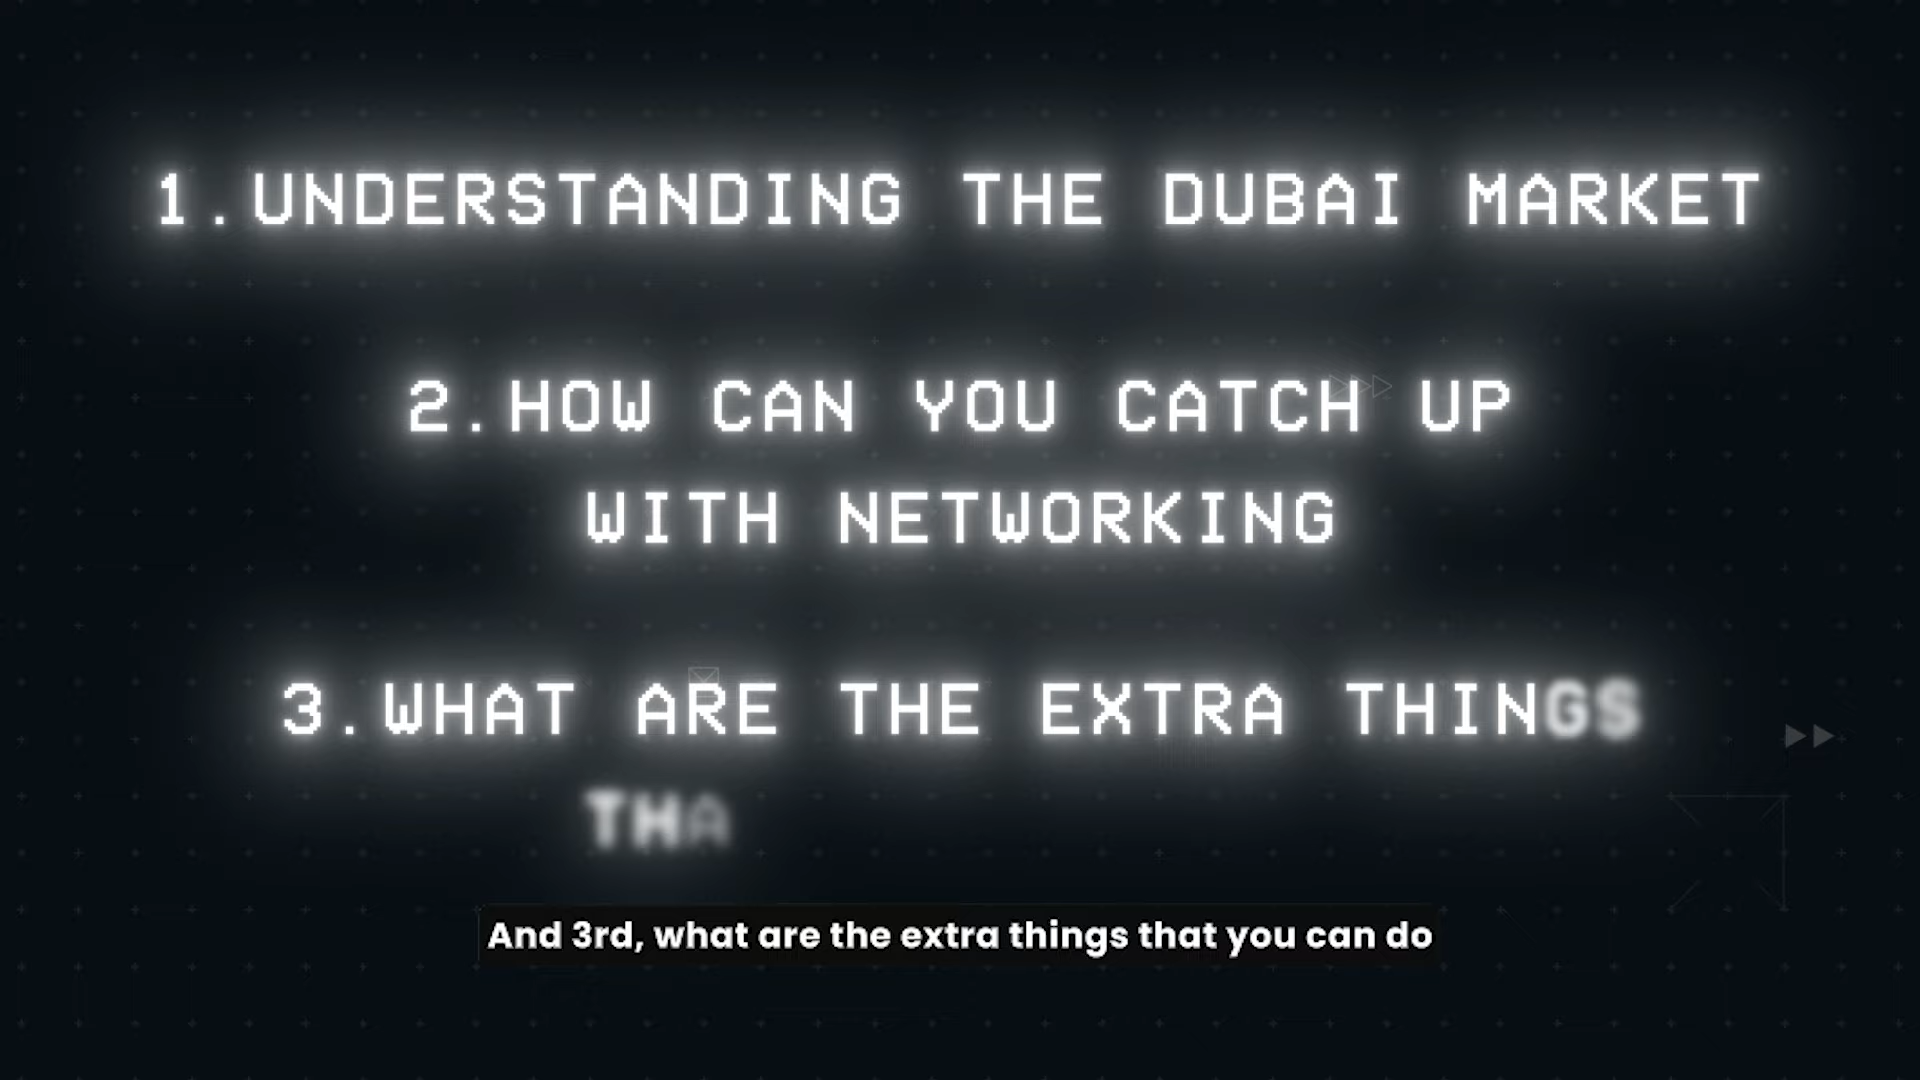 1.UNDERSTANDING THE DUBAI MARKET
2.HOW CAN YOU CATCH UP
WITH NETWORKING
3.WHAT ARE THE EXTRA THINGS
THA
And 3rd, what are the extra things that you can do